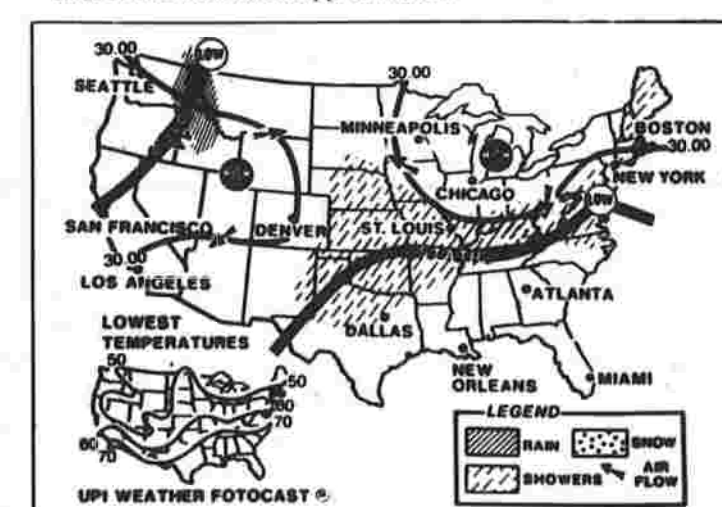 30.00
LOW
SEATTLE
30.00
MINNEAPOLIS
BOSTON
30.00
NEW YORK
CHICAGO
LOW
SAN FRANCISCO
DENVER
ST. LOUIS
30.00
LOS ANGELES
ATLANTA
LOWEST
TEMPERATURES
DALLAS
50
50
NEW
ORLEANS
MIAMI
60
70
60
70
LEGEND
RAIN
SNOW
SHOWERS
AIR
FLOW
UPI WEATHER FOTOCAST